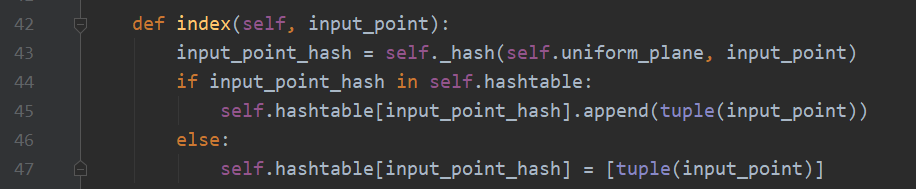 42 def index(self, input_point):
43 input_point_hash = self._hash(self.uniform_plane, input_point)
44 if input_point_hash in self.hashtable:
45 self.hashtable[input_point_hash].append(tuple(input_point))
46 else:
47 self.hashtable[input_point_hash] = [tuple(input_point)]